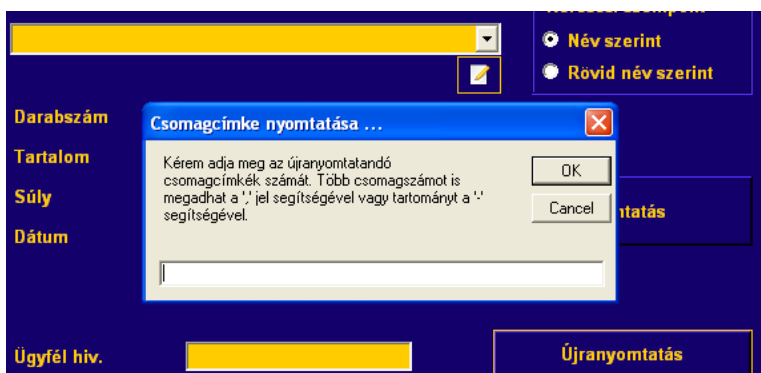 Név szerint
Rövid név szerint
Darabszám
Csomagcímke nyomtatása ...
Tartalom
Kérem adja meg az újranyomtatandó
csomagcímkék számát. Több csomagszámot is
megadhat a ',' jel segítségével vagy tartományt a '-'
segítségével.
OK
Súly
Cancel
Dátum
Ügyfél hiv.
Újranyomtatás